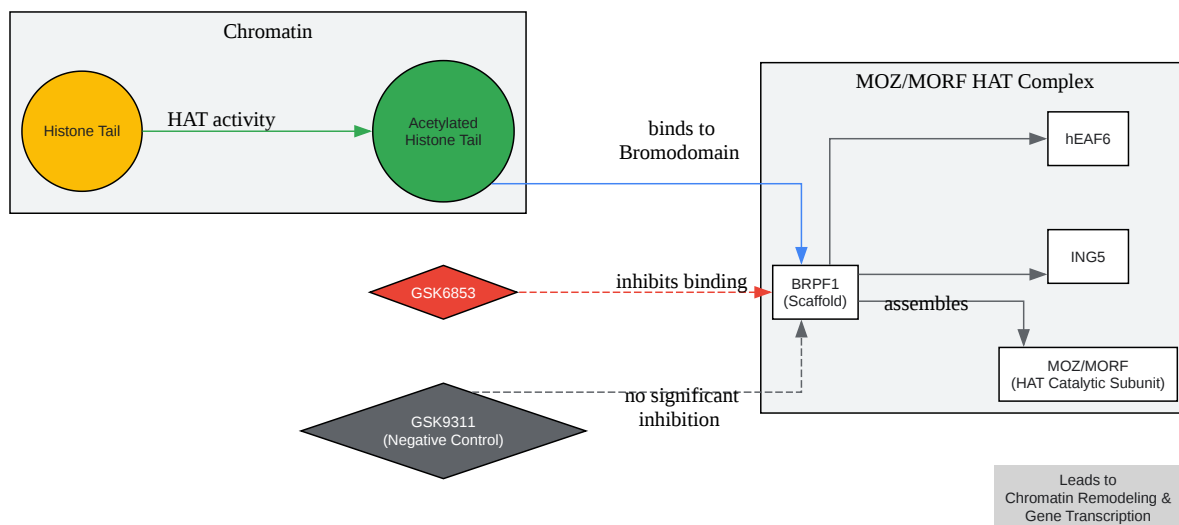 Chromatin
Histone Tail
HAT activity
Acetylated
Histone Tail
binds to
Bromodomain
MOZ/MORF HAT Complex
hEAF6
ING5
BRPF1
(Scaffold)
assembles
MOZ/MORF
(HAT Catalytic Subunit)
GSK6853
inhibits binding
GSK9311
(Negative Control)
no significant
inhibition
Leads to
Chromatin Remodeling &
Gene Transcription